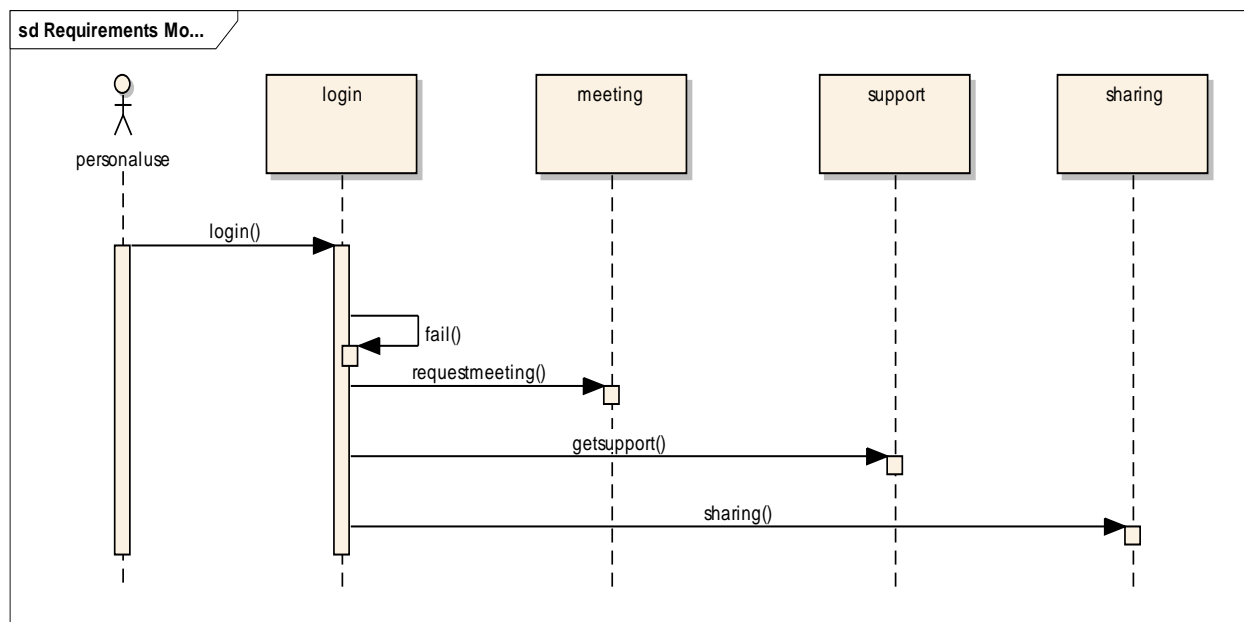 sd Requirements Mo...
login
meeting
support
sharing
personaluse
login()
fail()
requestmeeting()
getsupport()
sharing()